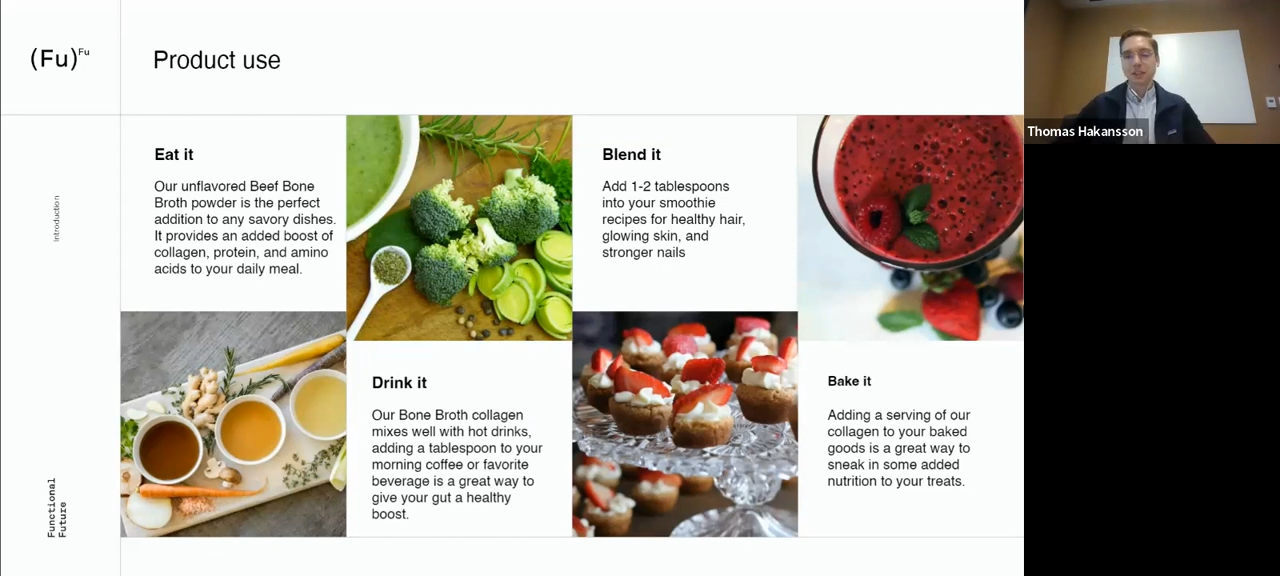 (Fu)Fu
Product use
Introduction
Functional
Future
Eat it
Our unflavored Beef Bone
Broth powder is the perfect
addition to any savory dishes.
It provides an added boost of
collagen, protein, and amino
acids to your daily meal.
Drink it
Our Bone Broth collagen
mixes well with hot drinks,
adding a tablespoon to your
morning coffee or favorite
beverage is a great way to
give your gut a healthy
boost.
Blend it
Add 1-2 tablespoons
into your smoothie
recipes for healthy hair,
glowing skin, and
stronger nails
Bake it
Adding a serving of our
collagen to your baked
goods is a great way to
sneak in some added
nutrition to your treats.
Thomas Hakansson